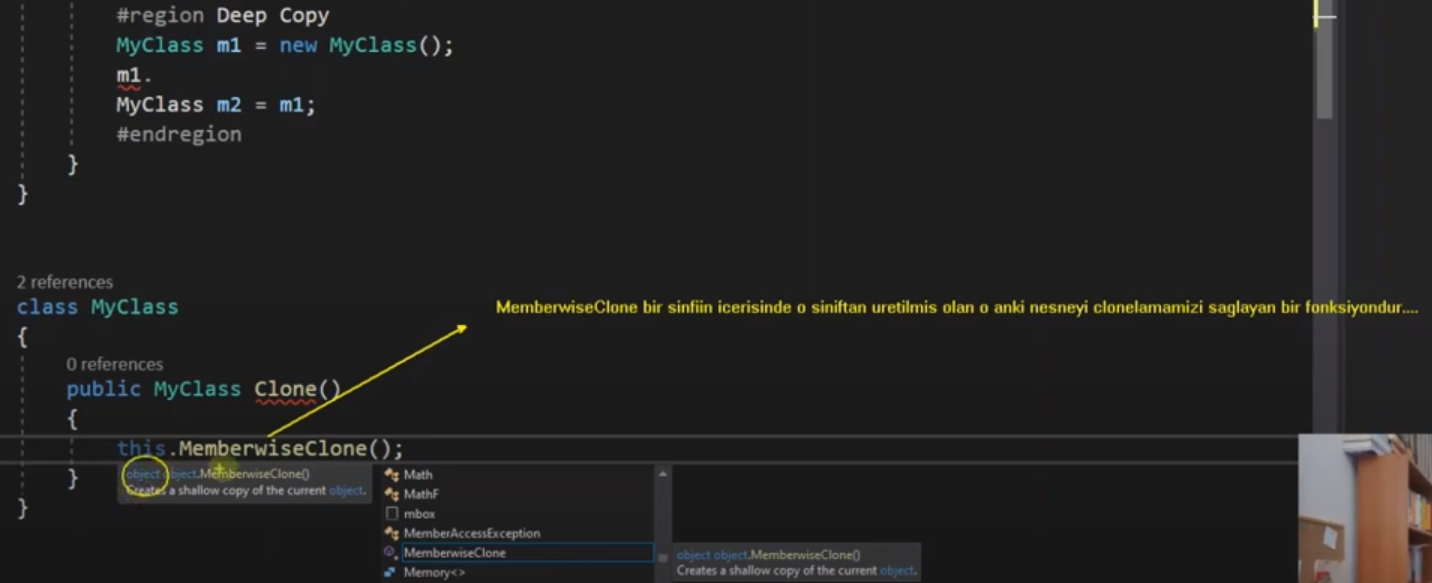 #region Deep Copy
MyClass m1 = new MyClass();
m1.
MyClass m2 = m1;
#endregion
}
}
2 references
class MyClass
MemberwiseClone bir sinfiin icerisinde o siniftan uretilmis olan o anki nesneyi clonelamamizi saglayan bir fonksiyondur....
{
0 references
public MyClass Clone()
{
this.MemberwiseClone();
}
object object.MemberwiseClone()
Creates a shallow copy of the current object.
}
Math
MathF
mbox
MemberAccessException
MemberwiseClone
Memory<>
object object.MemberwiseClone()
Creates a shallow copy of the current object.